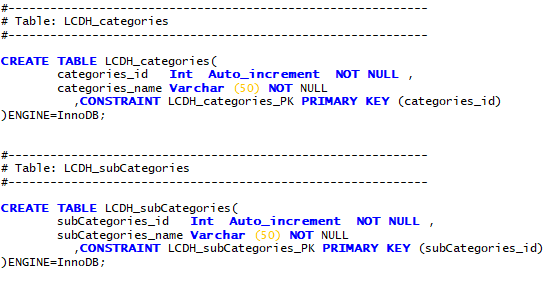 #------------------------------------------------------------
# Table: LCDH_categories
#------------------------------------------------------------
CREATE TABLE LCDH_categories(
categories_id Int Auto_increment NOT NULL ,
categories_name Varchar (50) NOT NULL
,CONSTRAINT LCDH_categories_PK PRIMARY KEY (categories_id)
)ENGINE=InnoDB;
#------------------------------------------------------------
# Table: LCDH_subCategories
#------------------------------------------------------------
CREATE TABLE LCDH_subCategories(
subCategories_id Int Auto_increment NOT NULL ,
subCategories_name Varchar (50) NOT NULL
,CONSTRAINT LCDH_subCategories_PK PRIMARY KEY (subCategories_id)
)ENGINE=InnoDB;